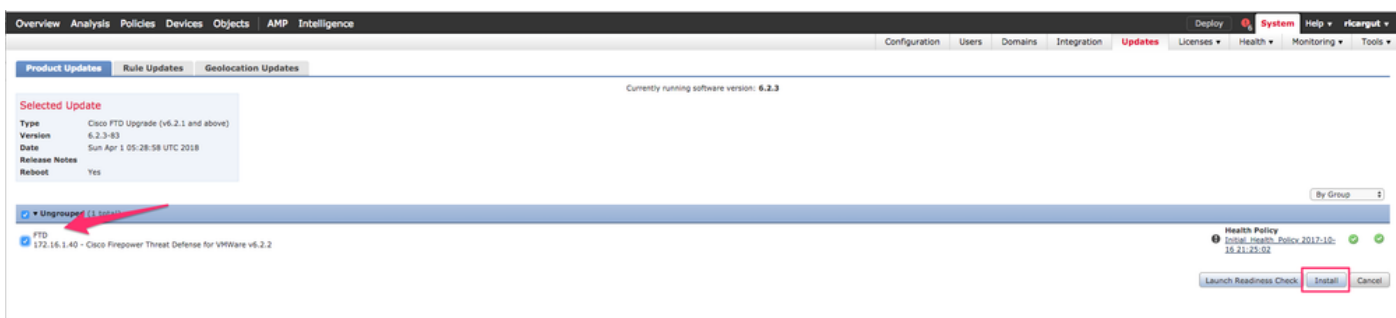 Overview Analysis Policies Devices Objects AMP Intelligence Deploy System Help ricargut
Configuration Users Domains Integration Updates Licenses Health Monitoring Tools
Product Updates Rule Updates Geolocation Updates
Currently running software version: 6.2.3
Selected Update
Type Cisco FTD Upgrade (v6.2.1 and above)
Version 6.2.3-83
Date Sun Apr 1 05:28:58 UTC 2018
Release Notes
Reboot Yes
By Group
Ungrouped (1 total)
FTD
172.16.1.40 - Cisco Firepower Threat Defense for VMWare v6.2.2
Health Policy
Initial_Health_Policy 2017-10-
16 21:25:02
Launch Readiness Check Install Cancel